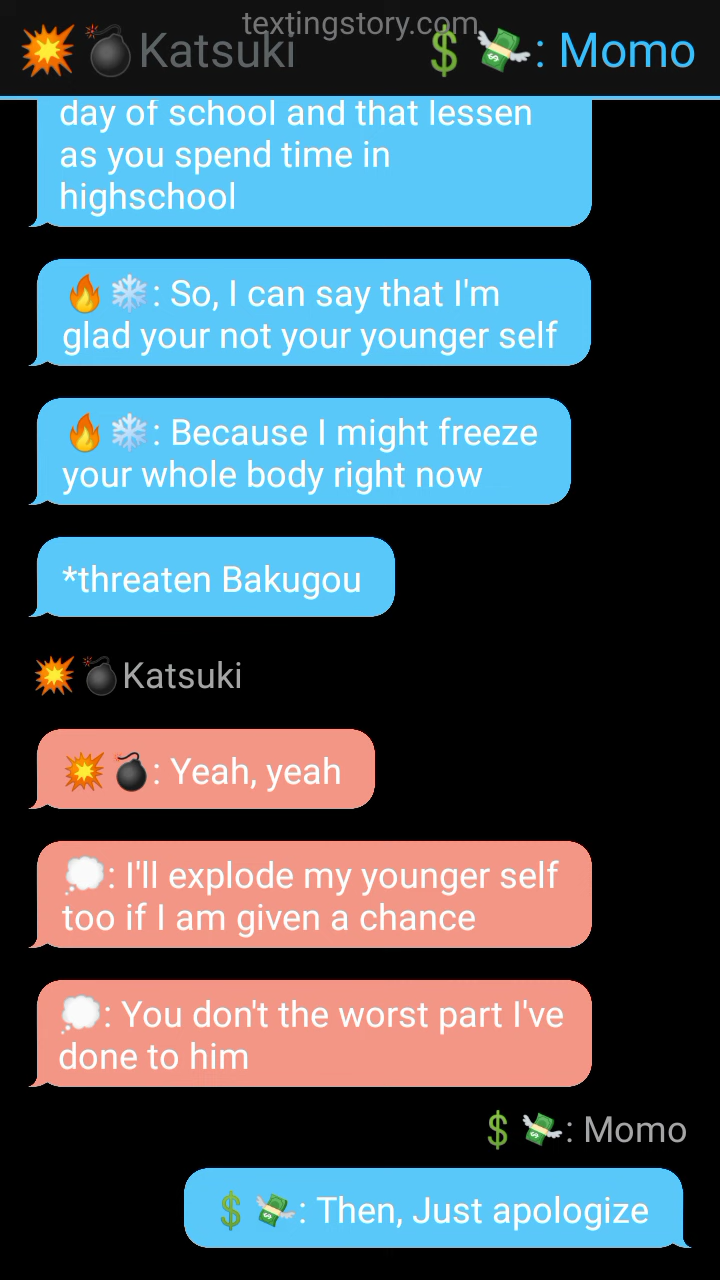 textingstory.com
💥💣Katsuki
💲💸: Momo
day of school and that lessen
as you spend time in
highschool
🔥❄️: So, I can say that I'm
glad your not your younger self
🔥❄️: Because I might freeze
your whole body right now
*threaten Bakugou
💥💣Katsuki
💥💣: Yeah, yeah
💭: I'll explode my younger self
too if I am given a chance
💭: You don't the worst part I've
done to him
💲💸: Momo
💲💸: Then, Just apologize